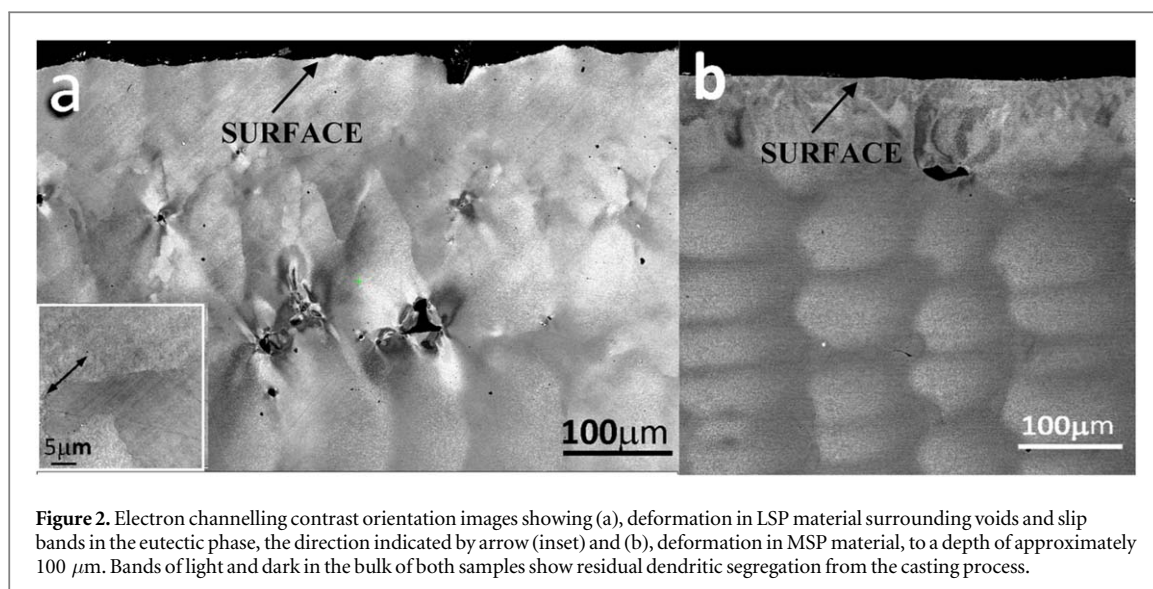 a
SURFACE
5μm
100μm
b
SURFACE
100μm
Figure 2. Electron channelling contrast orientation images showing (a), deformation in LSP material surrounding voids and slip
bands in the eutectic phase, the direction indicated by arrow (inset) and (b), deformation in MSP material, to a depth of approximately
100 μm. Bands of light and dark in the bulk of both samples show residual dendritic segregation from the casting process.